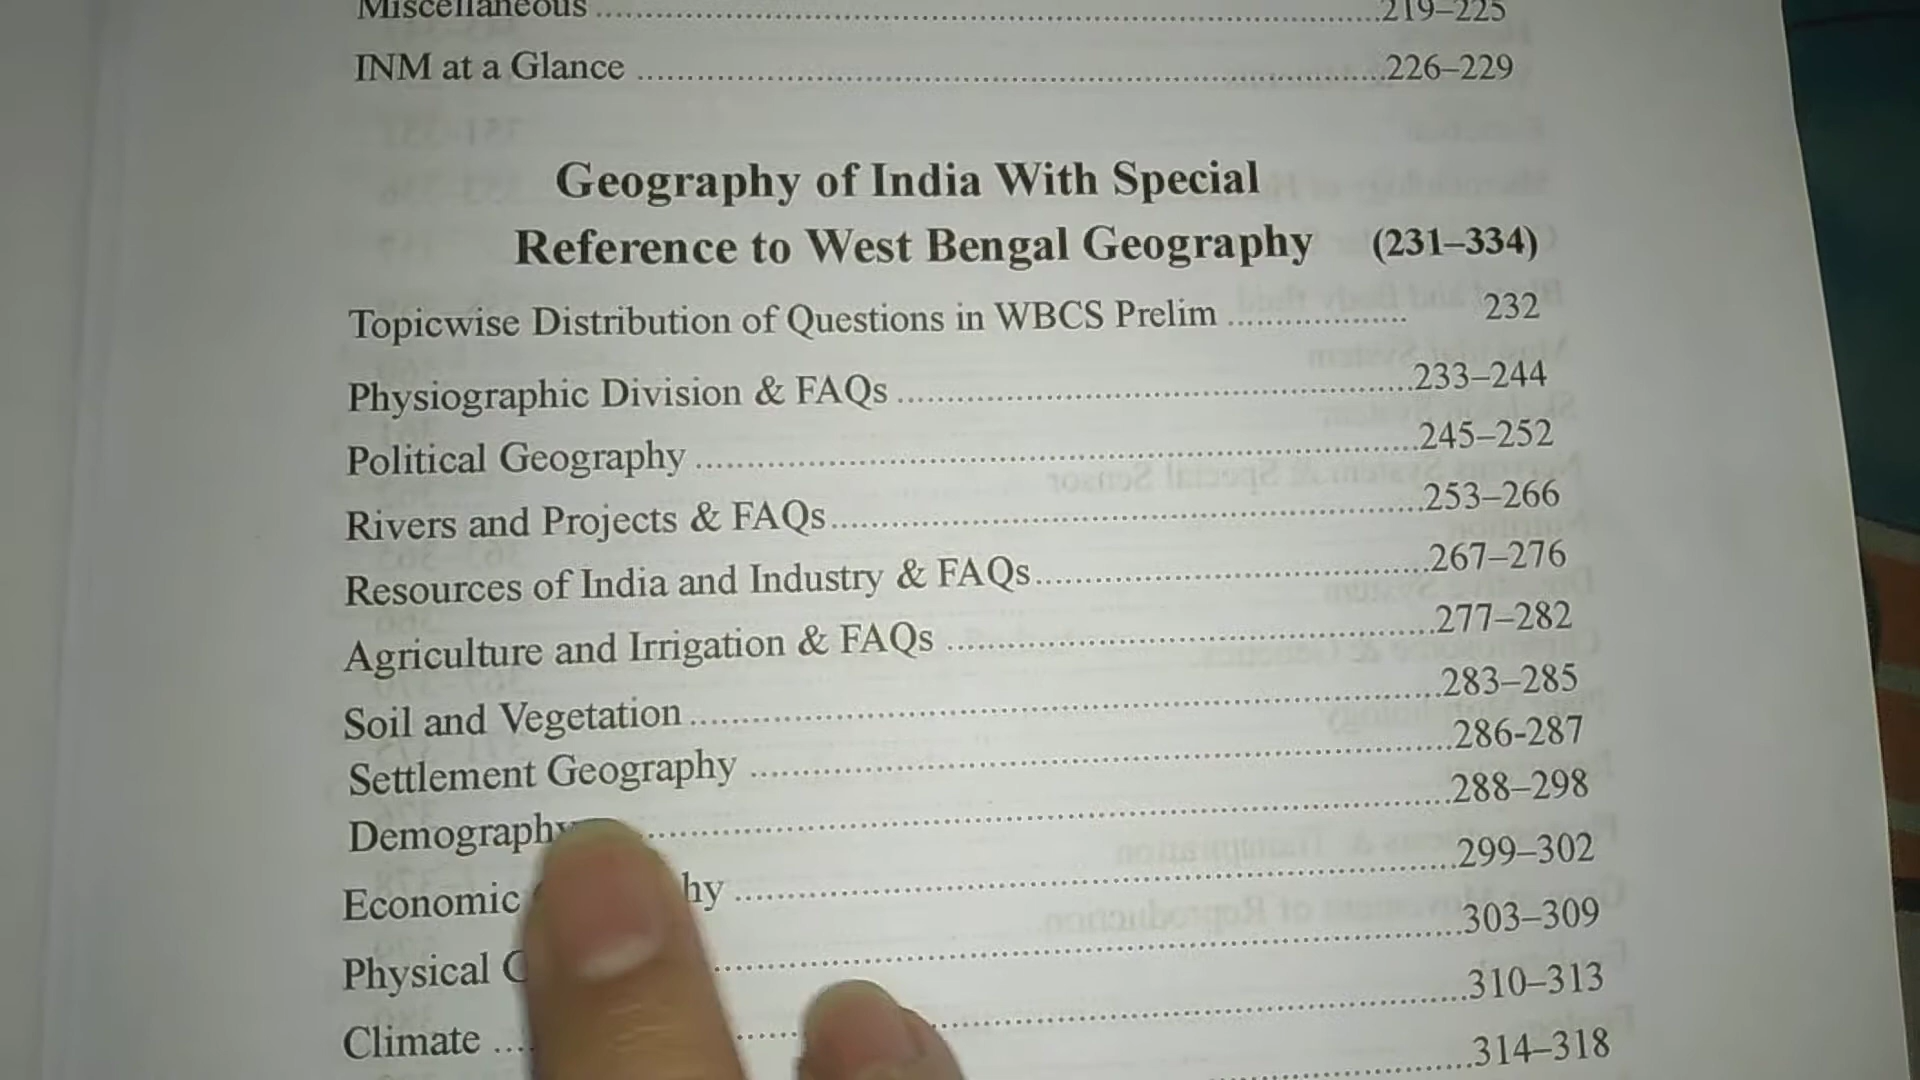 Miscellaneous ........ 219–225
INM at a Glance ........ 226–229
Geography of India With Special
Reference to West Bengal Geography (231–334)
Topicwise Distribution of Questions in WBCS Prelim ........ 232
Physiographic Division & FAQs ........ 233–244
Political Geography ........ 245–252
Rivers and Projects & FAQs ........ 253–266
Resources of India and Industry & FAQs ........ 267–276
Agriculture and Irrigation & FAQs ........ 277–282
Soil and Vegetation ........ 283–285
Settlement Geography ........ 286-287
Demography ........ 288–298
Economic ........ 299–302
Physical ........ 303–309
Climate ........ 310–313
314–318